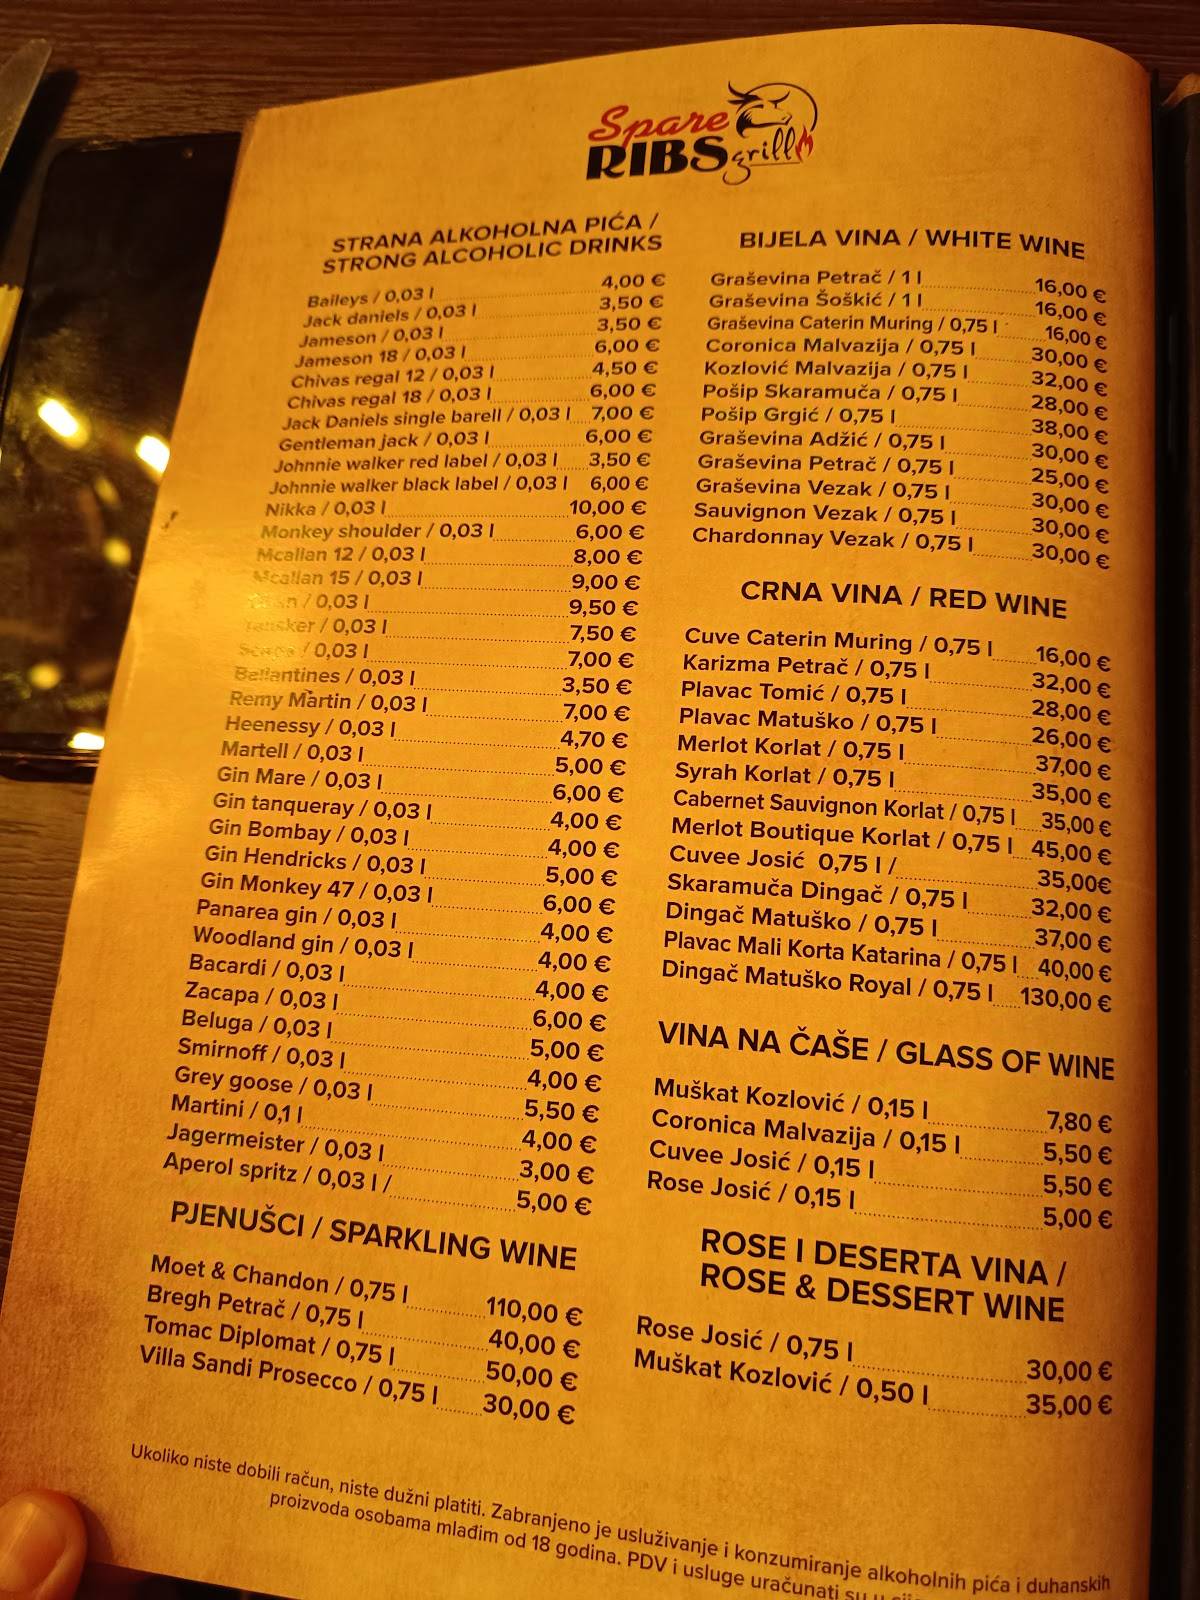 Spare
RIBS grill
STRANA ALKOHOLNA PIĆA /
STRONG ALCOHOLIC DRINKS
Baileys / 0,03 l 4,00 €
Jack daniels / 0,03 l 3,50 €
Jameson / 0,03 l 3,50 €
Jameson 18 / 0,03 l 6,00 €
Chivas regal 12 / 0,03 l 4,50 €
Chivas regal 18 / 0,03 l 6,00 €
Jack Daniels single barell / 0,03 l 7,00 €
Gentleman jack / 0,03 l 6,00 €
Johnnie walker red label / 0,03 l 3,50 €
Johnnie walker black label / 0,03 l 6,00 €
Nikka / 0,03 l 10,00 €
Monkey shoulder / 0,03 l 6,00 €
Mcallan 12 / 0,03 l 8,00 €
Mcallan 15 / 0,03 l 9,00 €
/ 0,03 l 9,50 €
/ 0,03 l 7,50 €
/ 0,03 l 7,00 €
Ballantines / 0,03 l 3,50 €
Remy Martin / 0,03 l 7,00 €
Heenessy / 0,03 l 4,70 €
Martell / 0,03 l 5,00 €
Gin Mare / 0,03 l 6,00 €
Gin tanqueray / 0,03 l 4,00 €
Gin Bombay / 0,03 l 4,00 €
Gin Hendricks / 0,03 l 5,00 €
Gin Monkey 47 / 0,03 l 6,00 €
Panarea gin / 0,03 l 4,00 €
Woodland gin / 0,03 l 4,00 €
Bacardi / 0,03 l 4,00 €
Zacapa / 0,03 l 6,00 €
Beluga / 0,03 l 5,00 €
Smirnoff / 0,03 l 4,00 €
Grey goose / 0,03 l 5,50 €
Martini / 0,1 l 4,00 €
Jagermeister / 0,03 l 3,00 €
Aperol spritz / 0,03 l / 5,00 €
PJENUŠCI / SPARKLING WINE
Moet & Chandon / 0,75 l 110,00 €
Bregh Petrač / 0,75 l 40,00 €
Tomac Diplomat / 0,75 l 50,00 €
Villa Sandi Prosecco / 0,75 l 30,00 €
BIJELA VINA / WHITE WINE
Graševina Petrač / 1 l 16,00 €
Graševina Šoškić / 1 l 16,00 €
Graševina Caterin Muring / 0,75 l 16,00 €
Coronica Malvazija / 0,75 l 30,00 €
Kozlović Malvazija / 0,75 l 32,00 €
Pošip Skaramuča / 0,75 l 28,00 €
Pošip Grgić / 0,75 l 38,00 €
Graševina Adžić / 0,75 l 30,00 €
Graševina Petrač / 0,75 l 25,00 €
Graševina Vezak / 0,75 l 30,00 €
Sauvignon Vezak / 0,75 l 30,00 €
Chardonnay Vezak / 0,75 l 30,00 €
CRNA VINA / RED WINE
Cuve Caterin Muring / 0,75 l 16,00 €
Karizma Petrač / 0,75 l 32,00 €
Plavac Tomić / 0,75 l 28,00 €
Plavac Matuško / 0,75 l 26,00 €
Merlot Korlat / 0,75 l 37,00 €
Syrah Korlat / 0,75 l 35,00 €
Cabernet Sauvignon Korlat / 0,75 l 35,00 €
Merlot Boutique Korlat / 0,75 l 45,00 €
Cuvee Josić 0,75 l / 35,00€
Skaramuča Dingač / 0,75 l 32,00 €
Dingač Matuško / 0,75 l 37,00 €
Plavac Mali Korta Katarina / 0,75 l 40,00 €
Dingač Matuško Royal / 0,75 l 130,00 €
VINA NA ČAŠE / GLASS OF WINE
Muškat Kozlović / 0,15 l 7,80 €
Coronica Malvazija / 0,15 l 5,50 €
Cuvee Josić / 0,15 l 5,50 €
Rose Josić / 0,15 l 5,00 €
ROSE I DESERTA VINA /
ROSE & DESSERT WINE
Rose Josić / 0,75 l 30,00 €
Muškat Kozlović / 0,50 l 35,00 €
Ukoliko niste dobili račun, niste dužni platiti. Zabranjeno je usluživanje i konzumiranje alkoholnih pića i duhanskih
proizvoda osobama mlađim od 18 godina. PDV i usluge uračunati su u